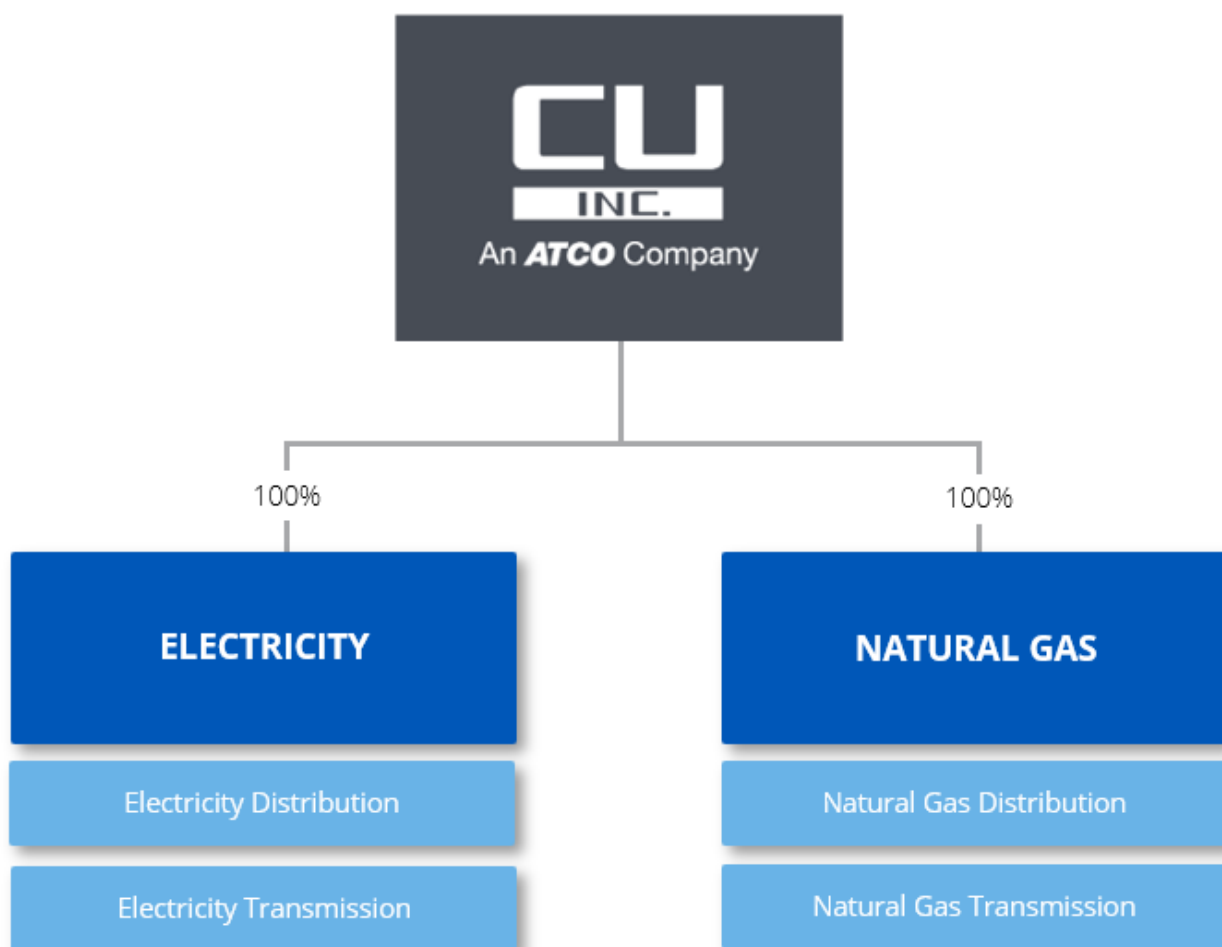 CU
INC.
An ATCO Company
100%
100%
ELECTRICITY
NATURAL GAS
Electricity Distribution
Natural Gas Distribution
Electricity Transmission
Natural Gas Transmission